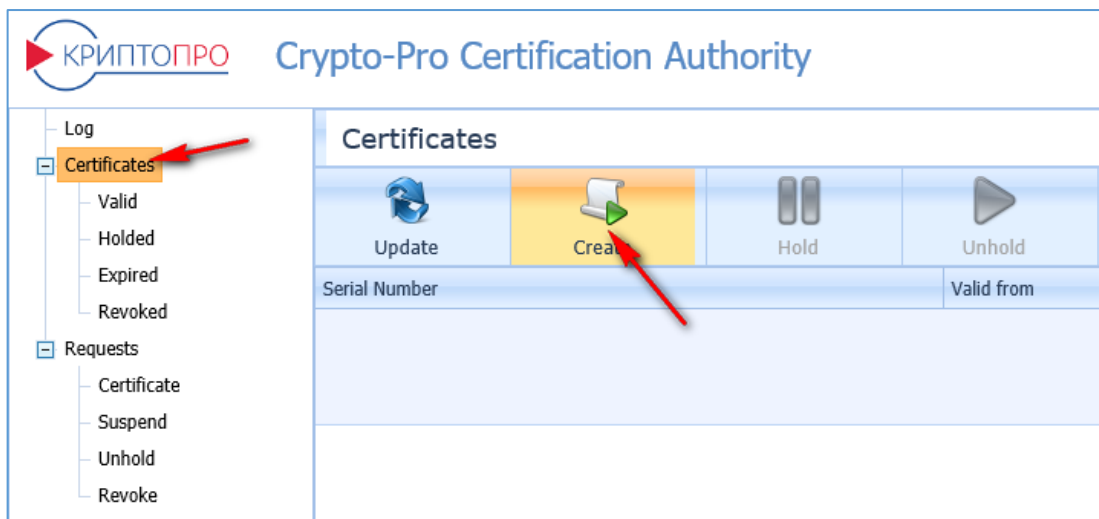 КРИПТОПРО
Crypto-Pro Certification Authority
Log
Certificates
Valid
Holded
Expired
Revoked
Requests
Certificate
Suspend
Unhold
Revoke
Certificates
Update
Create
Hold
Unhold
Serial Number
Valid from